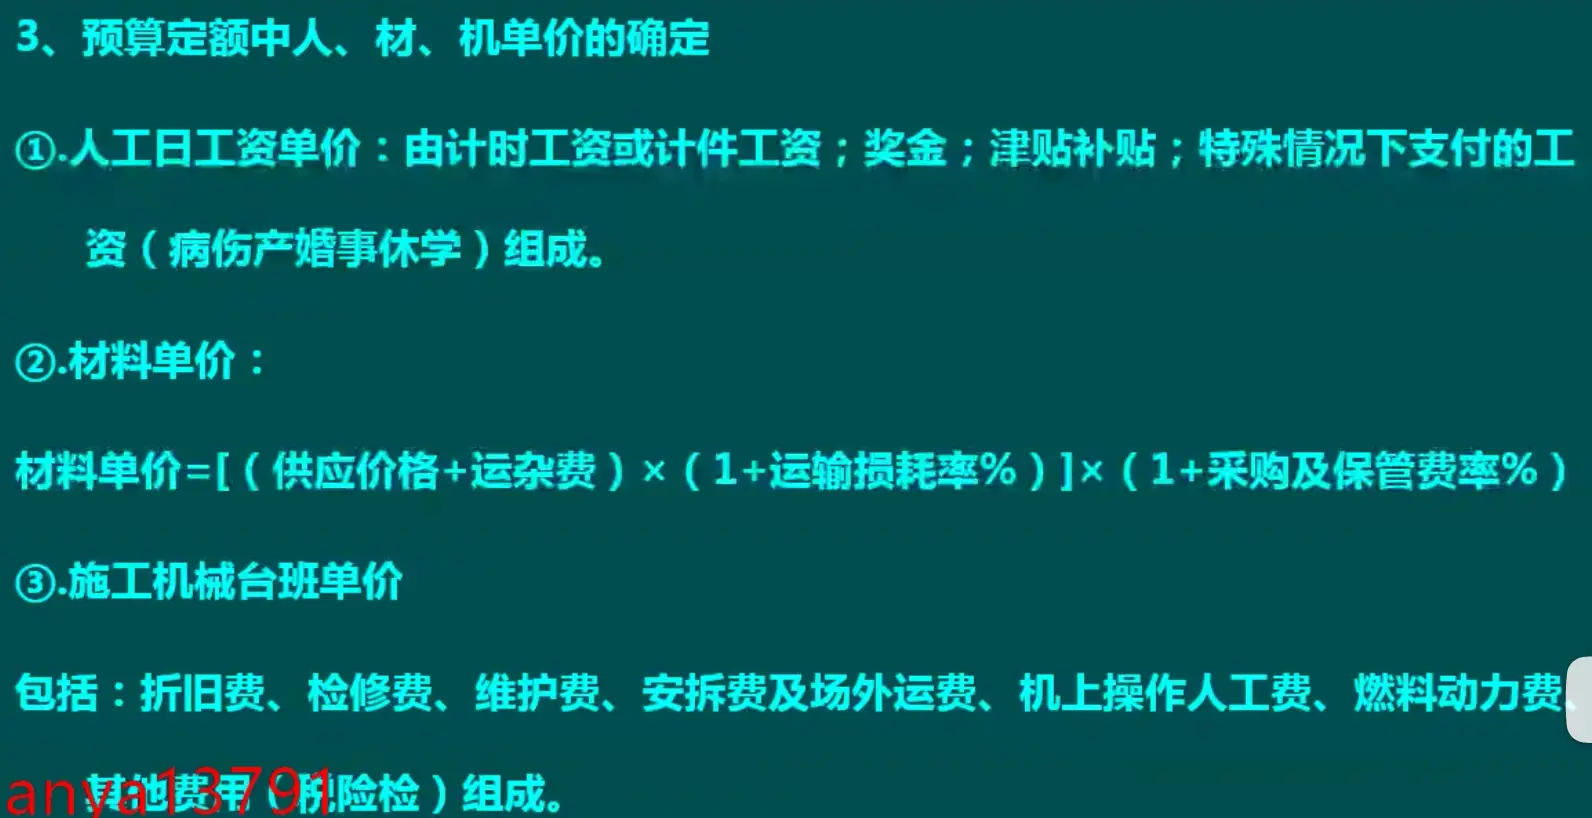 3、预算定额中人、材、机单价的确定
①.人工日工资单价：由计时工资或计件工资；奖金；津贴补贴；特殊情况下支付的工
资（病伤产婚事休学）组成。
②.材料单价：
材料单价=[（供应价格+运杂费）×（1+运输损耗率%）]×（1+采购及保管费率%）
③.施工机械台班单价
包括：折旧费、检修费、维护费、安拆费及场外运费、机上操作人工费、燃料动力费、
其他费用（税险检）组成。
anya13791